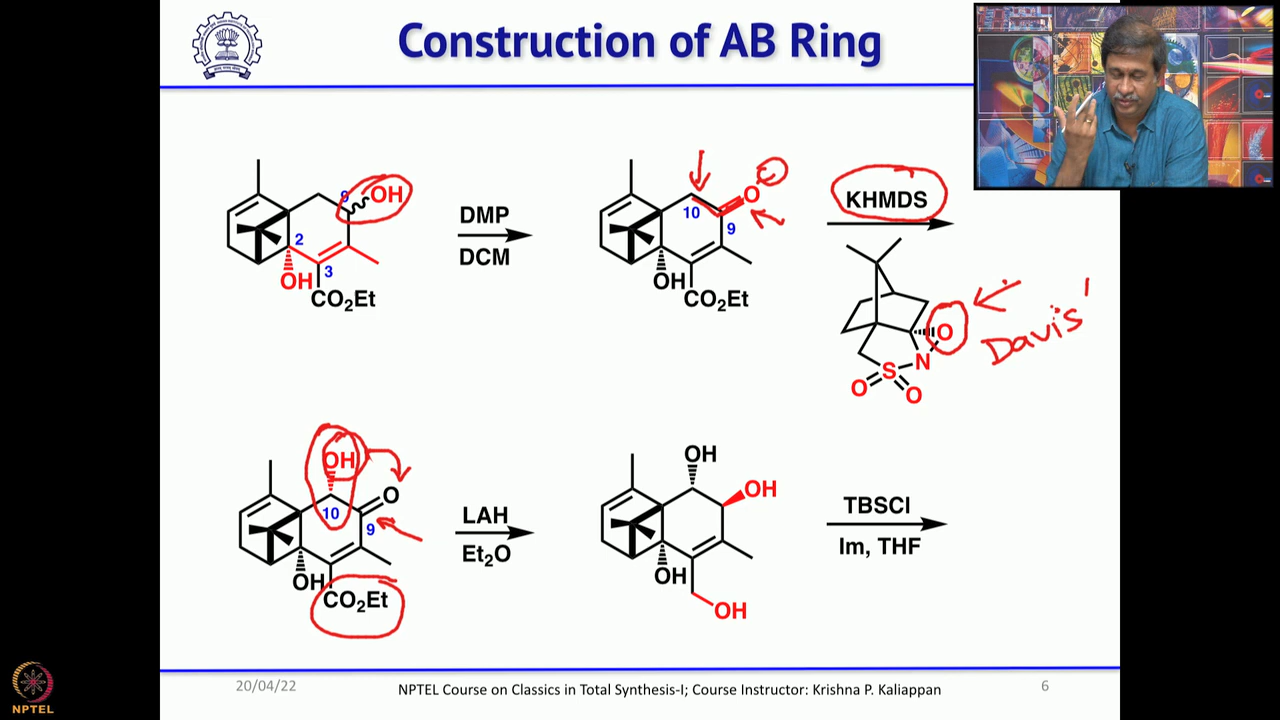 Construction of AB Ring
9
OH
2
OH
3
CO₂Et
DMP
DCM
10
O
9
OH
CO₂Et
KHMDS
O
N
S
O
O
Davis'
OH
10
O
9
OH
CO₂Et
LAH
Et₂O
OH
OH
OH
OH
TBSCl
Im, THF
20/04/22
NPTEL Course on Classics in Total Synthesis-I; Course Instructor: Krishna P. Kaliappan
6
NPTEL